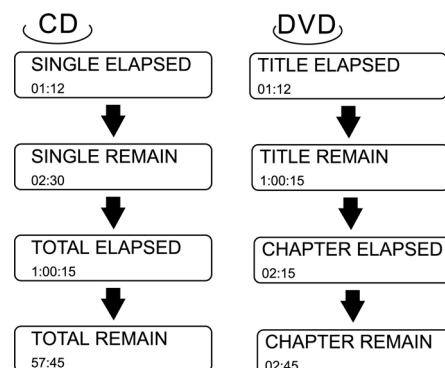 CD
SINGLE ELAPSED
01:12
SINGLE REMAIN
02:30
TOTAL ELAPSED
1:00:15
TOTAL REMAIN
57:45
DVD
TITLE ELAPSED
01:12
TITLE REMAIN
1:00:15
CHAPTER ELAPSED
02:15
CHAPTER REMAIN
02:45